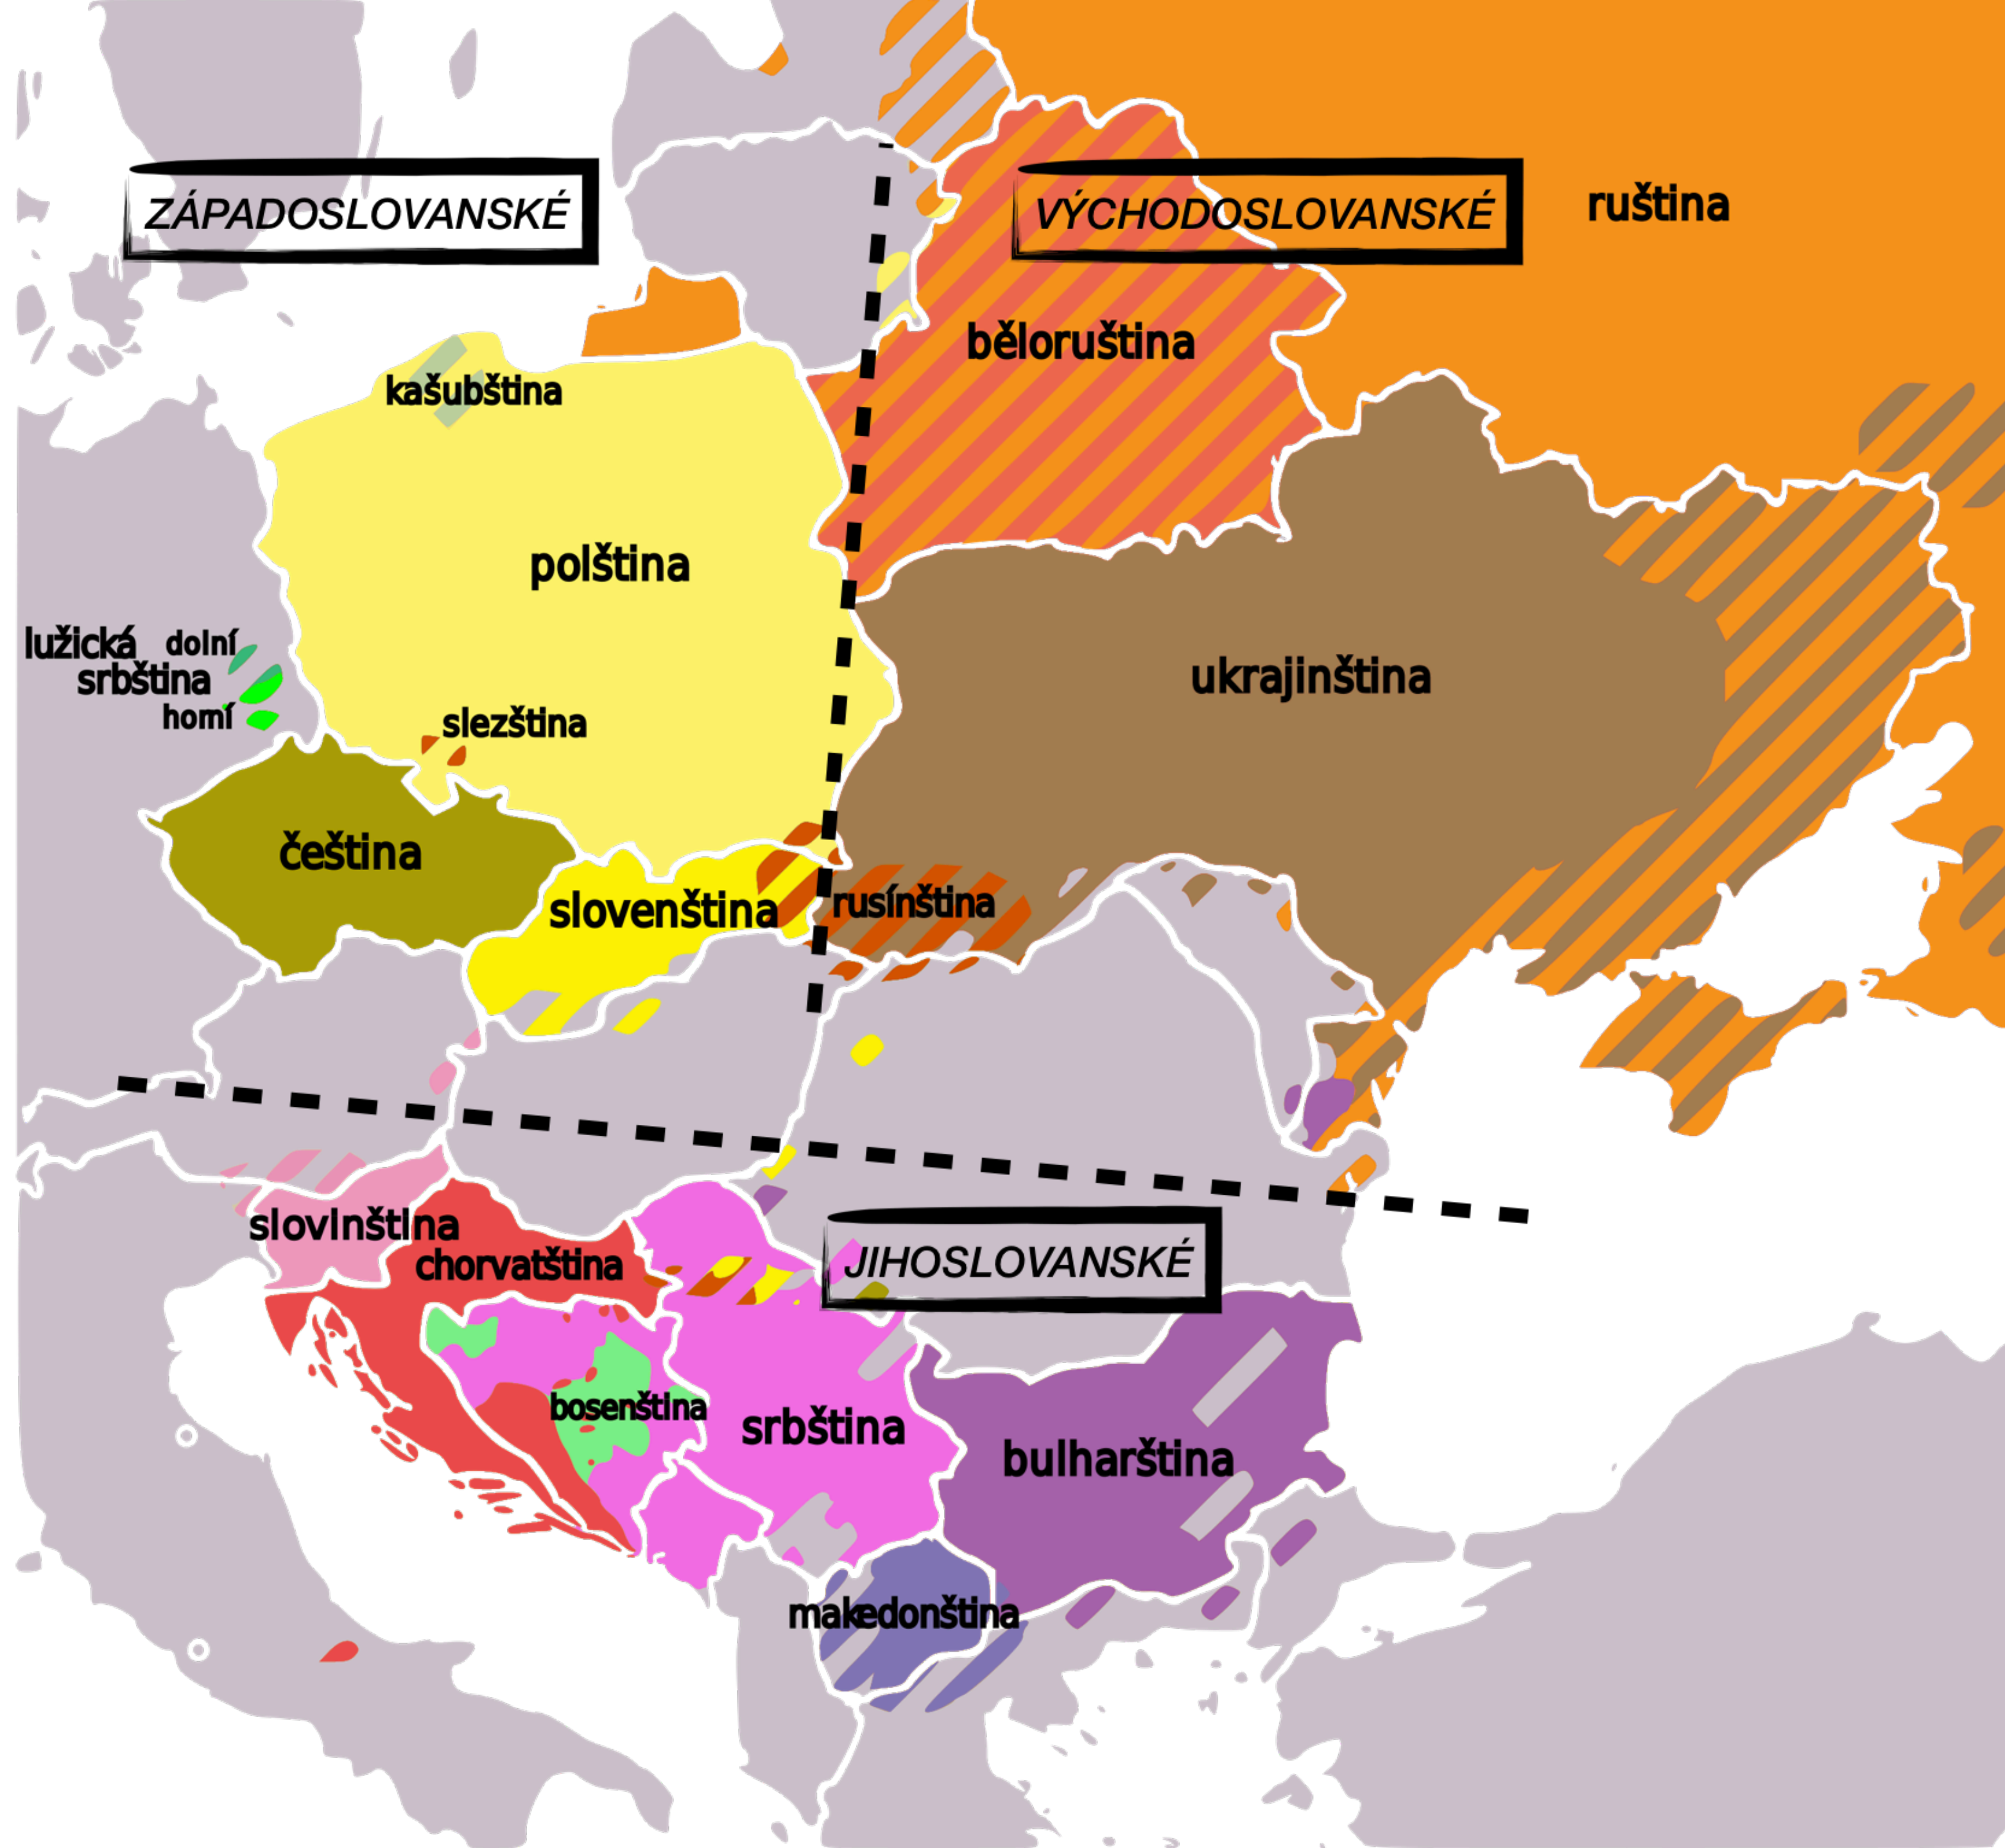 ZÁPADOSLOVANSKÉ
VÝCHODOSLOVANSKÉ
ruština
běloruština
kašubština
polština
lužická
srbština
dolní
horní
slezština
ukrajinština
čeština
slovenština
rusínština
slovinština
chorvatština
JIHOSLOVANSKÉ
bosenština
srbština
bulharština
makedonština